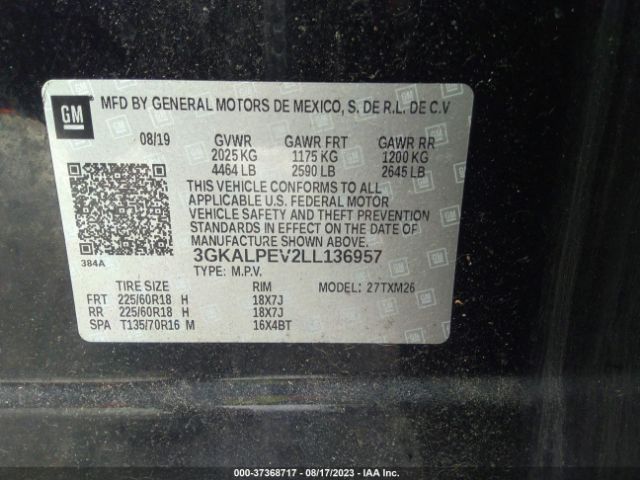 GM MFD BY GENERAL MOTORS DE MEXICO, S. DE R.L. DE C.V
08/19 GVWR GAWR FRT GAWR RR
2025 KG 1175 KG 1200 KG
4464 LB 2590 LB 2645 LB
THIS VEHICLE CONFORMS TO ALL
APPLICABLE U.S. FEDERAL MOTOR
VEHICLE SAFETY AND THEFT PREVENTION
STANDARDS IN EFFECT ON THE DATE OF
MANUFACTURE SHOWN ABOVE.
384A 3GKALPEV2LL136957
TYPE: M.P.V.
TIRE SIZE RIM MODEL: 27TXM26
FRT 225/60R18 H 18X7J
RR 225/60R18 H 18X7J
SPA T135/70R16 M 16X4BT
000-37368717 - 08/17/2023 - IAA Inc.